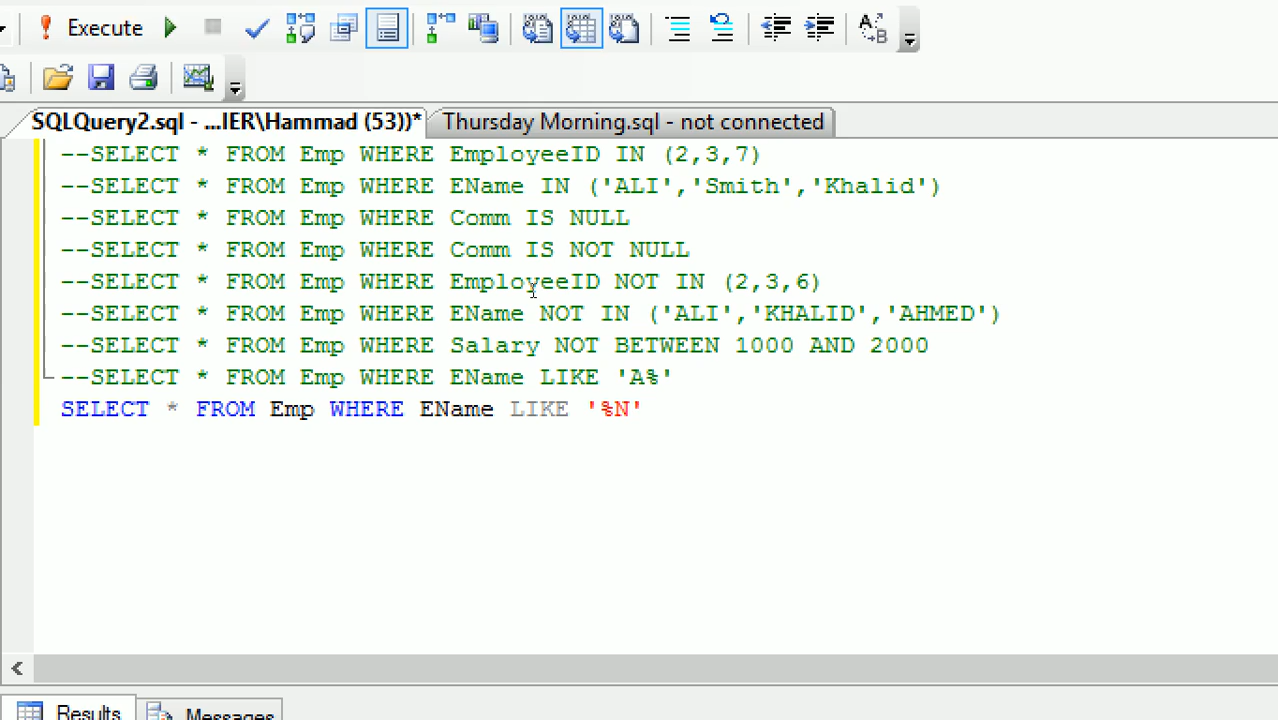 Execute
SQLQuery2.sql - ...IER\Hammad (53))* Thursday Morning.sql - not connected
--SELECT * FROM Emp WHERE EmployeeID IN (2,3,7)
--SELECT * FROM Emp WHERE EName IN ('ALI','Smith','Khalid')
--SELECT * FROM Emp WHERE Comm IS NULL
--SELECT * FROM Emp WHERE Comm IS NOT NULL
--SELECT * FROM Emp WHERE EmployeeID NOT IN (2,3,6)
--SELECT * FROM Emp WHERE EName NOT IN ('ALI','KHALID','AHMED')
--SELECT * FROM Emp WHERE Salary NOT BETWEEN 1000 AND 2000
--SELECT * FROM Emp WHERE EName LIKE 'A%'
SELECT * FROM Emp WHERE EName LIKE '%N'
Results Messages